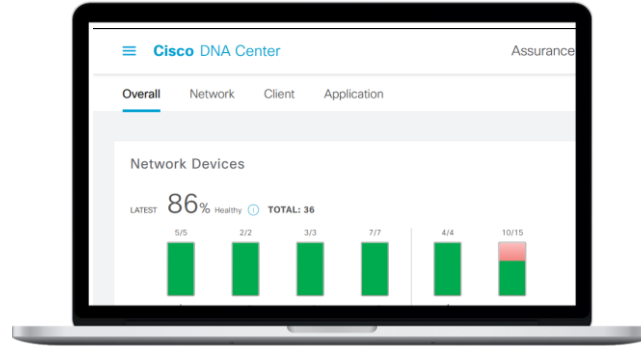 Cisco DNA Center Assurance
Overall Network Client Application
Network Devices
LATEST 86% Healthy TOTAL: 36
5/5 2/2 3/3 7/7 4/4 10/15